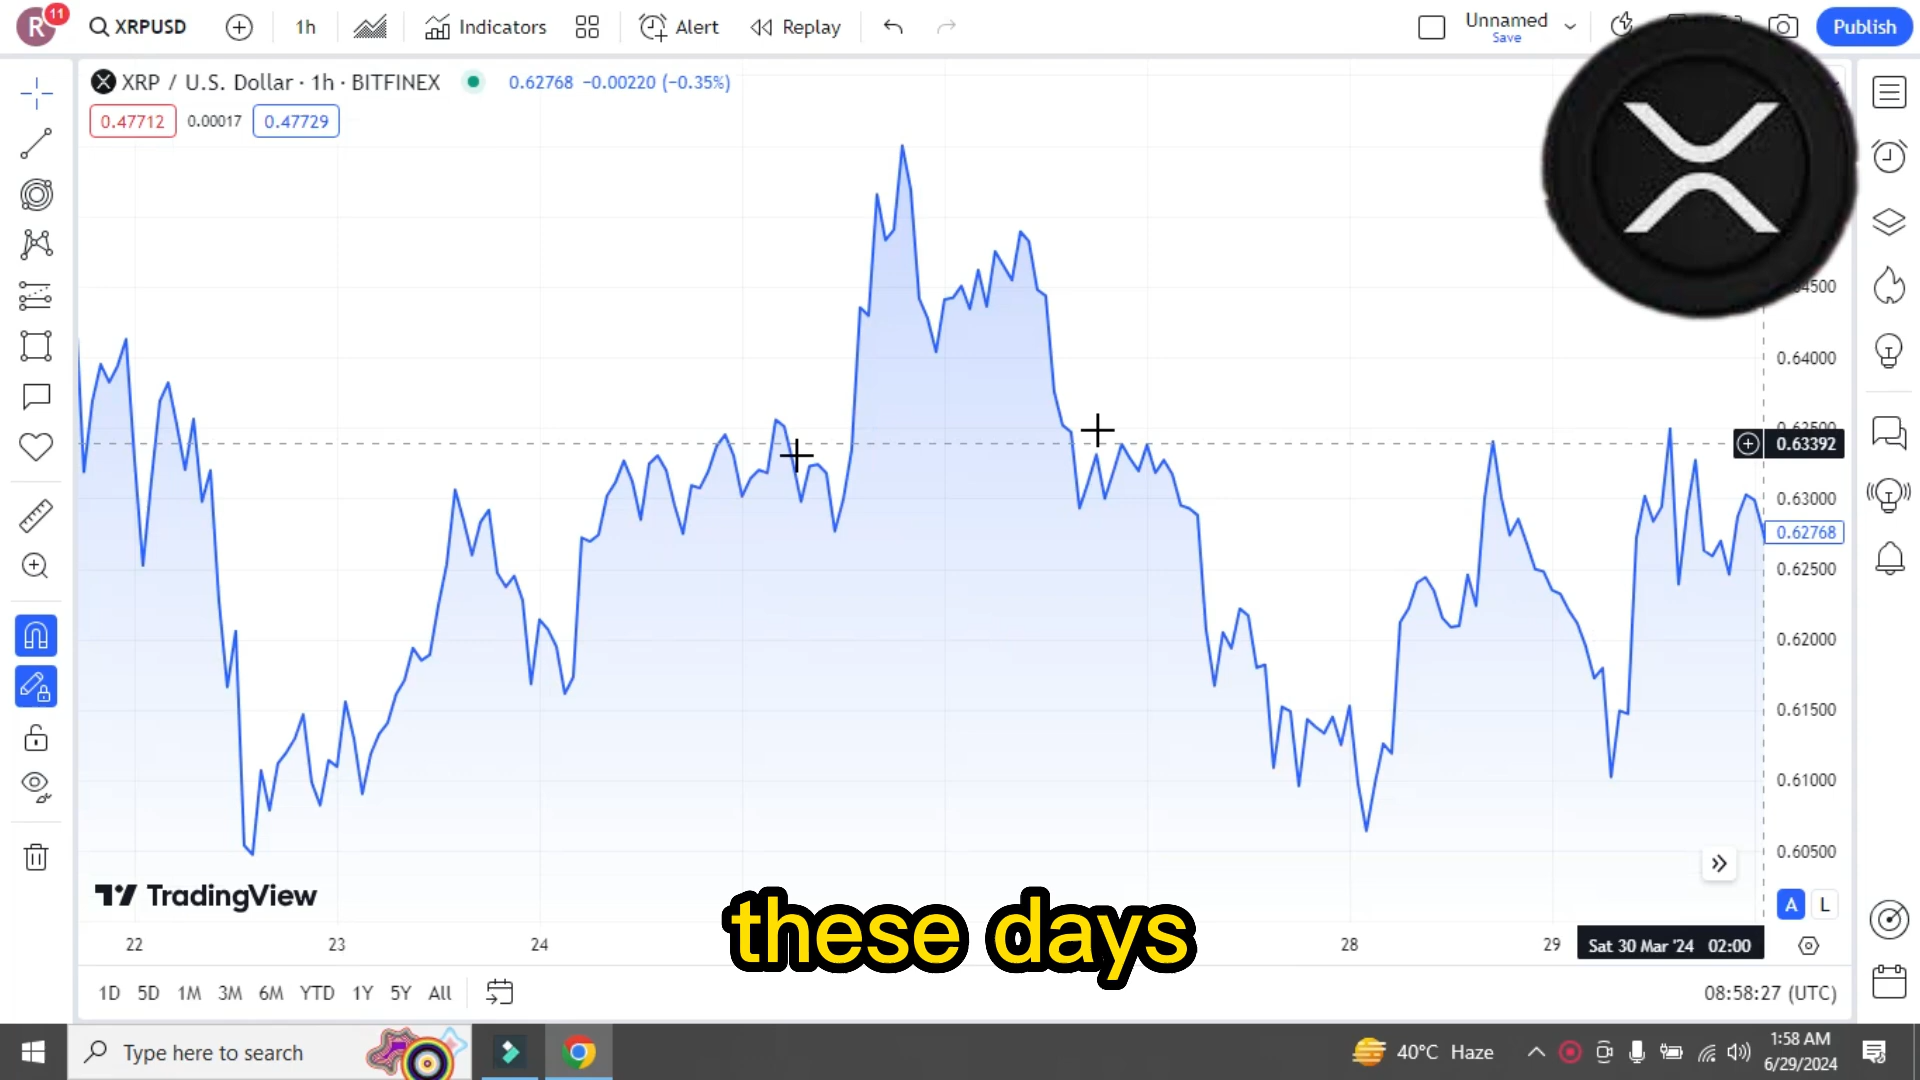 R 11 XRPUSD 1h Indicators Alert Replay Unnamed Publish
Save
XRP / U.S. Dollar · 1h · BITFINEX 0.62768 −0.00220 (−0.35%)
0.47712 0.00017 0.47729
0.64000
0.63392
0.63000
0.62768
0.62500
0.62000
0.61500
0.61000
0.60500
TradingView
these days
A L
22 23 24 28 29 Sat 30 Mar '24 02:00
1D 5D 1M 3M 6M YTD 1Y 5Y All 08:58:27 (UTC)
Type here to search 40°C Haze 1:58 AM
6/29/2024